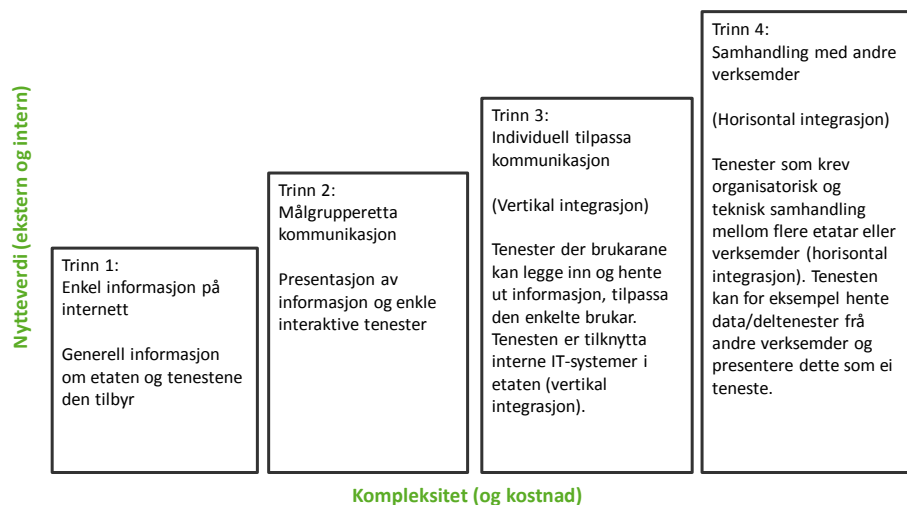 Nytteverdi (ekstern og intern)
Trinn 1:
Enkel informasjon på
internett
Generell informasjon
om etaten og tenestene
den tilbyr
Trinn 2:
Målgrupperetta
kommunikasjon
Presentasjon av
informasjon og enkle
interaktive tenester
Trinn 3:
Individuell tilpassa
kommunikasjon
(Vertikal integrasjon)
Tenester der brukarane
kan legge inn og hente
ut informasjon, tilpassa
den enkelte brukar.
Tenesten er tilknytta
interne IT-systemer i
etaten (vertikal
integrasjon).
Trinn 4:
Samhandling med andre
verksemder
(Horisontal integrasjon)
Tenester som krev
organisatorisk og
teknisk samhandling
mellom flere etatar eller
verksemder (horisontal
integrasjon). Tenesten
kan for eksempel hente
data/deltenester frå
andre verksemder og
presentere dette som ei
teneste.
Kompleksitet (og kostnad)